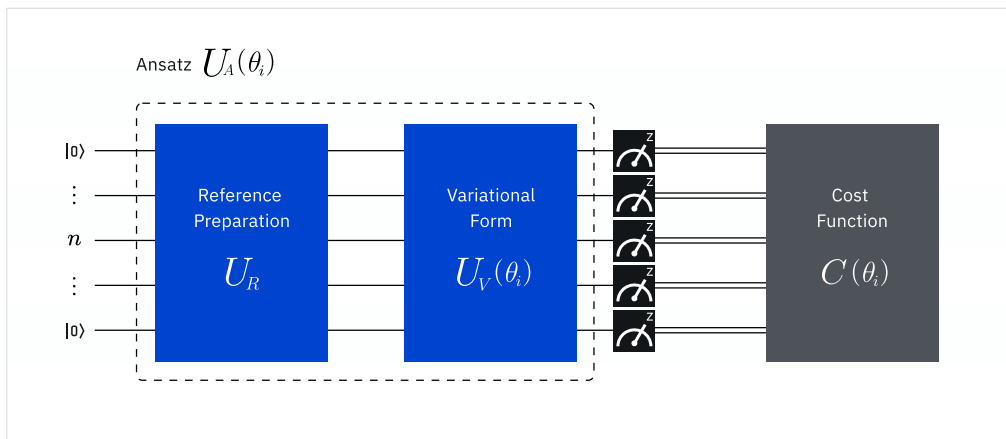 Ansatz U_A(θ_i)
|0⟩
⋮
n
⋮
|0⟩
Reference
Preparation
U_R
Variational
Form
U_V(θ_i)
Z
Z
Z
Z
Z
Cost
Function
C(θ_i)